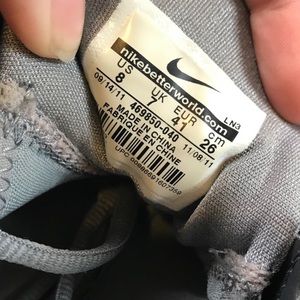 nikebetterworld.com
US UK EUR cm
8 7 41 26
LN3
09/14/11 11/08/11
469850-040
MADE IN CHINA
FABRIQUE EN CHINE